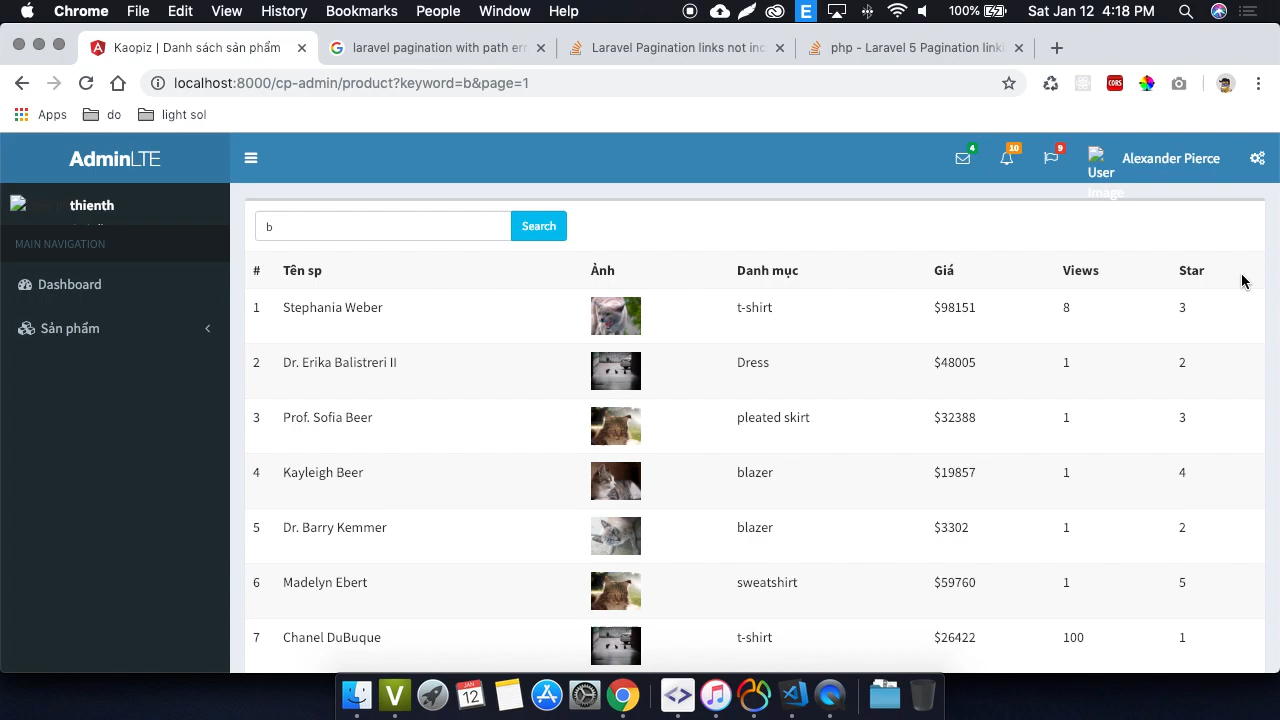 Chrome File Edit View History Bookmarks People Window Help 100% Sat Jan 12 4:18 PM
Kaopiz | Danh sách sản phẩm
laravel pagination with path err
Laravel Pagination links not inc
php - Laravel 5 Pagination linki
localhost:8000/cp-admin/product?keyword=b&page=1
Apps do light sol
AdminLTE
4 10 9 User Image Alexander Pierce
thienth
MAIN NAVIGATION
Dashboard
Sản phẩm
b Search
# Tên sp Ảnh Danh mục Giá Views Star
1 Stephania Weber t-shirt $98151 8 3
2 Dr. Erika Balistreri II Dress $48005 1 2
3 Prof. Sofia Beer pleated skirt $32388 1 3
4 Kayleigh Beer blazer $19857 1 4
5 Dr. Barry Kemmer blazer $3302 1 2
6 Madelyn Ebert sweatshirt $59760 1 5
7 Chanel DuBuque t-shirt $26422 100 1
JAN 12